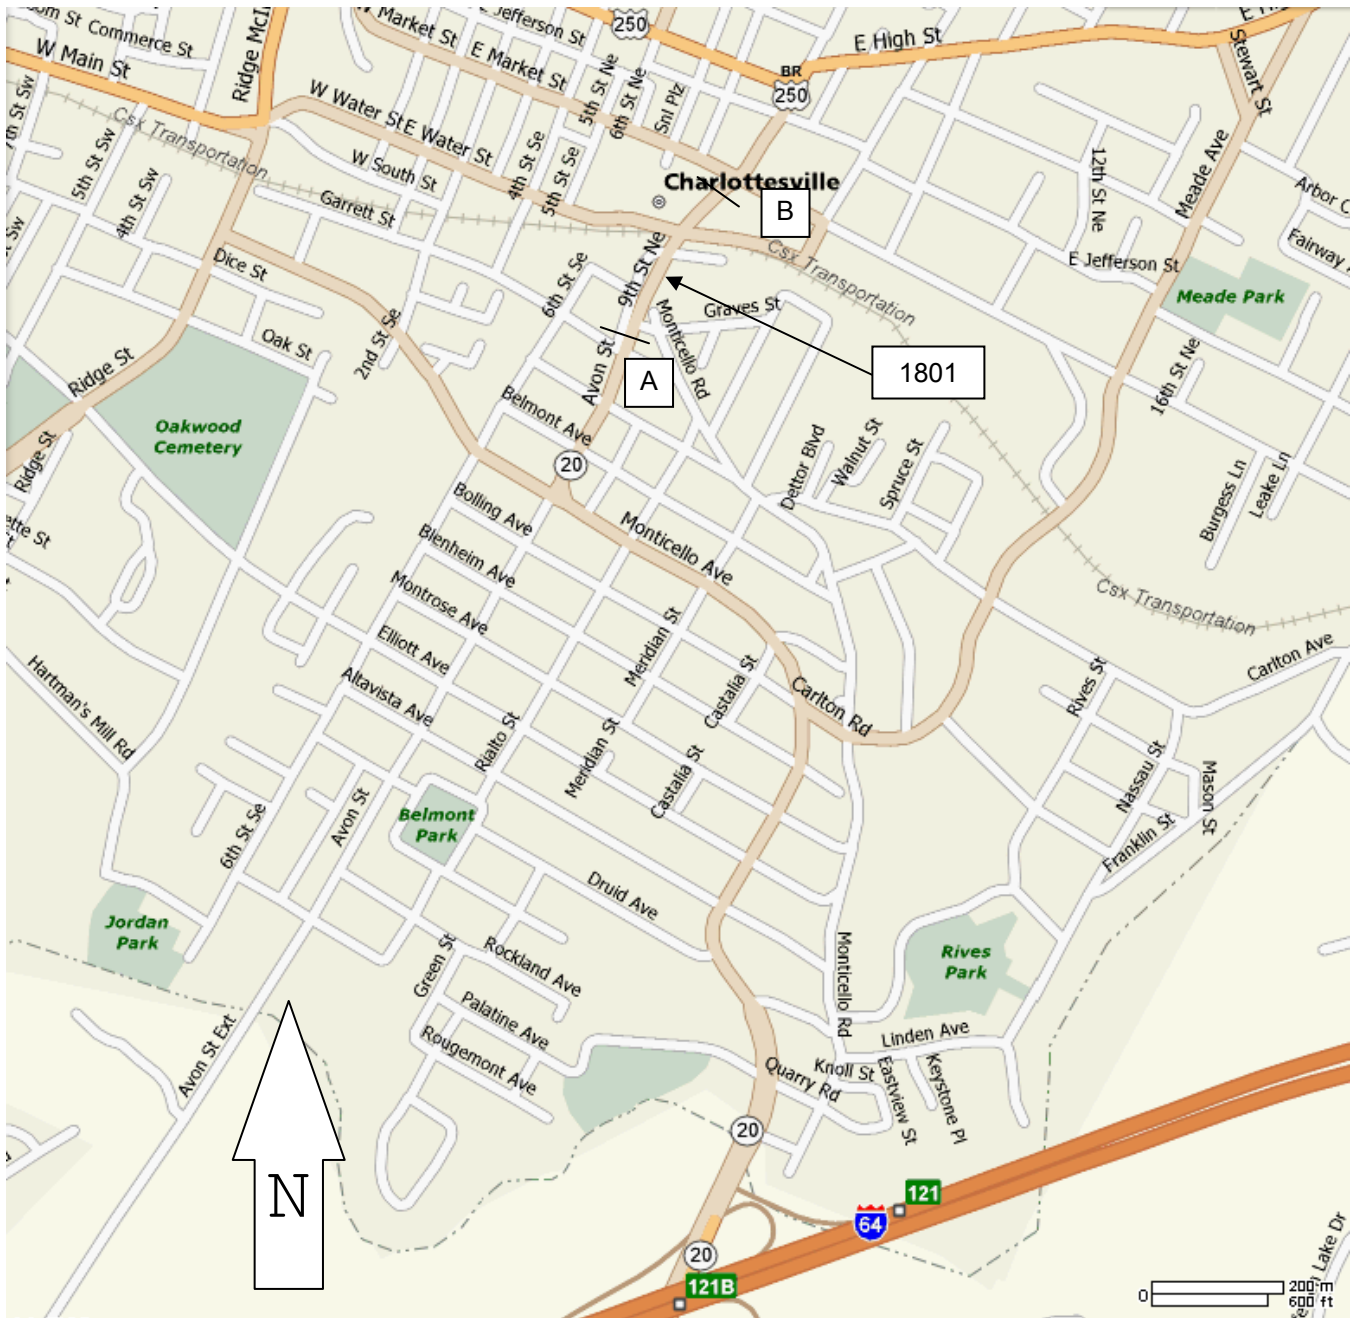 Commerce St
W Main St
Ridge McI
W Market St
E Jefferson St
250
E Market St
5th St Ne
6th St Ne
Snl Plz
BR
250
E High St
Stewart St
W Water St
E Water St
Csx Transportation
W South St
5th St Sw
4th St Sw
Garrett St
4th St Se
5th St Se
Charlottesville
B
12th St Ne
Meade Ave
E Jefferson St
Meade Park
Dice St
Csx Transportation
9th St Ne
6th St Se
Monticello Rd
Graves St
1801
A
Oak St
2nd St Se
Avon St
Ridge St
Oakwood
Cemetery
Belmont Ave
20
16th St Ne
Ridge St
Dettor Blvd
Walnut St
Spruce St
Burgess Ln
Leake Ln
Bolling Ave
Monticello Ave
Blenheim Ave
Montrose Ave
Csx Transportation
Elliott Ave
Meridian St
Altavista Ave
Castalia St
Carlton Rd
Rives St
Carlton Ave
Hartman's Mill Rd
Rialto St
Meridian St
Castalia St
Nassau St
Mason St
Franklin St
6th St Se
Avon St
Belmont
Park
Druid Ave
Jordan
Park
Rives
Park
Green St
Rockland Ave
Monticello Rd
Palatine Ave
Rougemont Ave
Avon St Ext
Linden Ave
Quarry Rd
Knoll St
Eastview St
Keystone Pl
N
20
121
64
20
121B
Lake Dr
0
200 m
600 ft